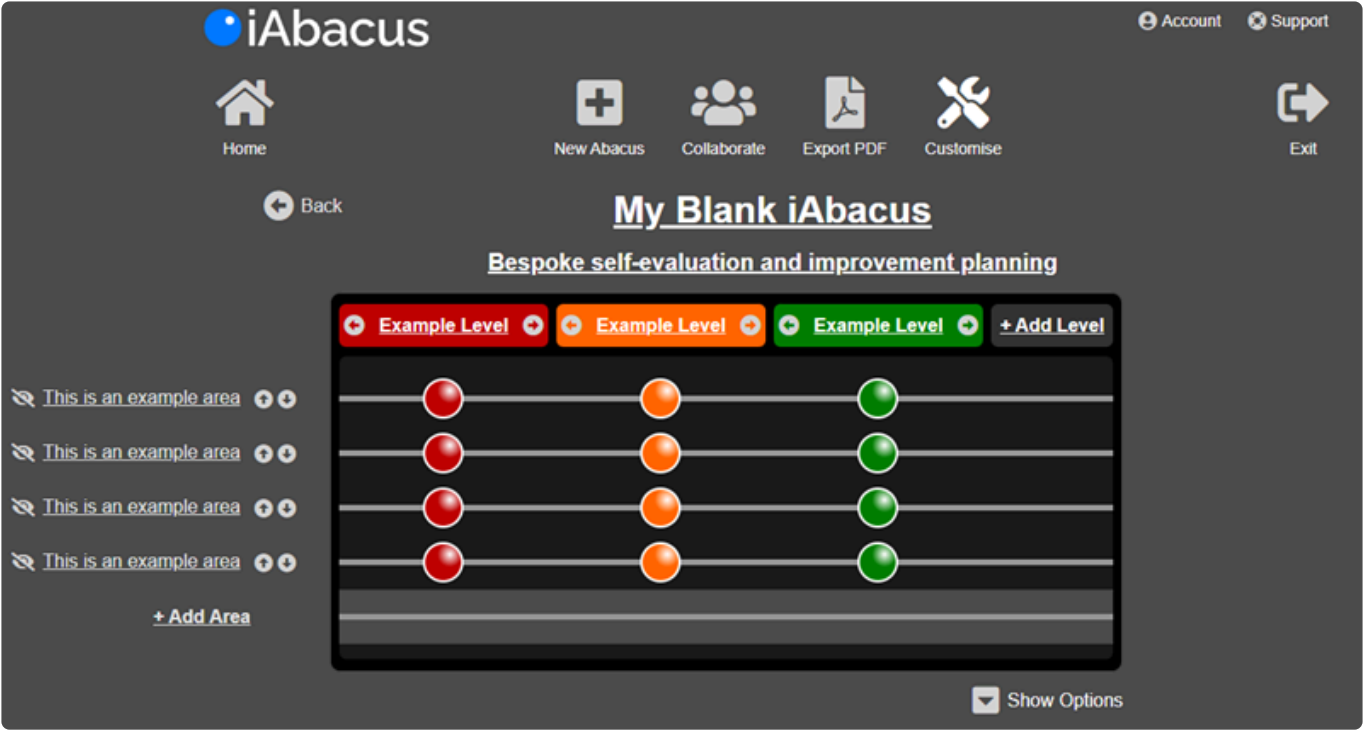 iAbacus
Account Support
Home
New Abacus Collaborate Export PDF Customise
Exit
Back
My Blank iAbacus
Bespoke self-evaluation and improvement planning
Example Level Example Level Example Level + Add Level
This is an example area
This is an example area
This is an example area
This is an example area
+ Add Area
Show Options